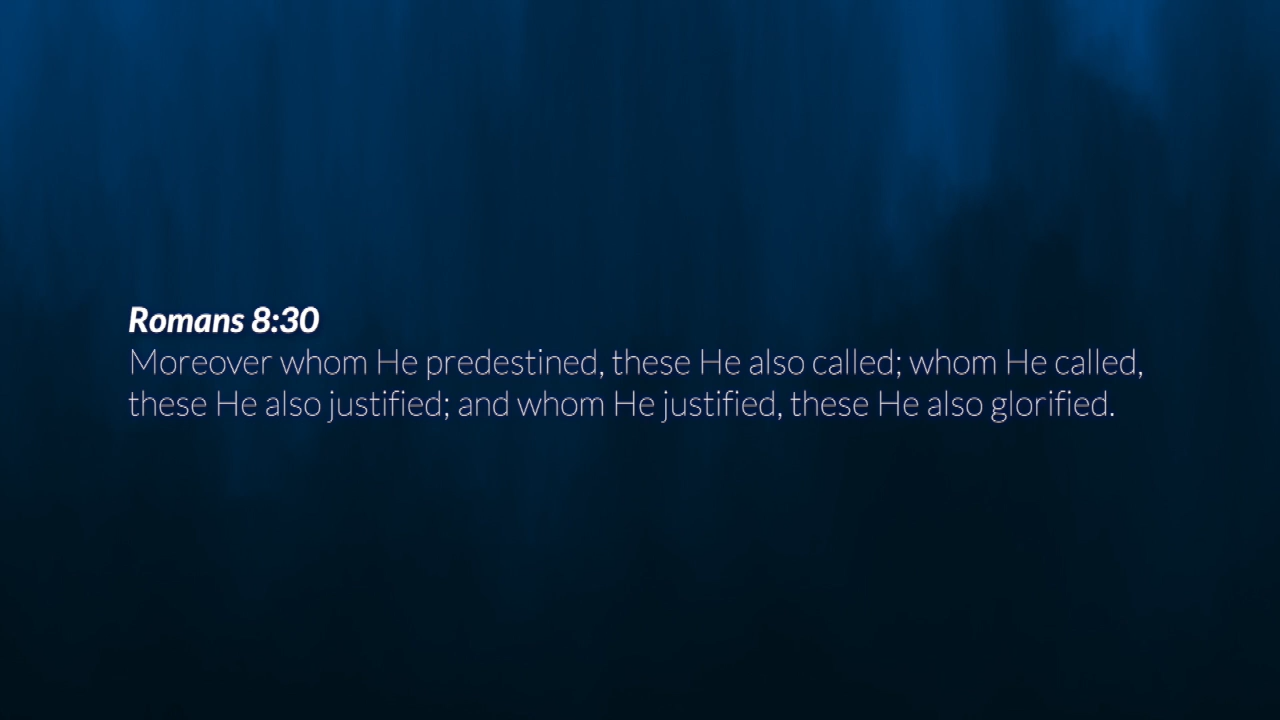 Romans 8:30
Moreover whom He predestined, these He also called; whom He called,
these He also justified; and whom He justified, these He also glorified.